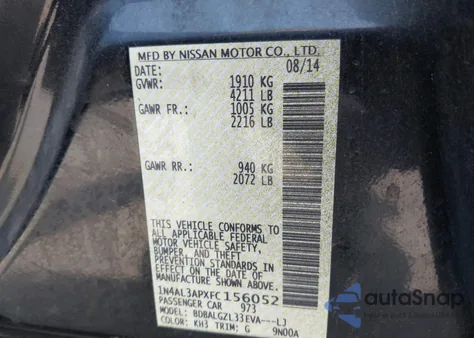 MFD BY NISSAN MOTOR CO., LTD.
DATE: 08/14
GVWR: 1910 KG
4211 LB
GAWR FR.: 1005 KG
2216 LB
GAWR RR.: 940 KG
2072 LB
THIS VEHICLE CONFORMS TO
ALL APPLICABLE FEDERAL
MOTOR VEHICLE SAFETY,
BUMPER, AND THEFT
PREVENTION STANDARDS IN
EFFECT ON THE DATE OF
MANUFACTURE SHOWN ABOVE.
1N4AL3APXFC156052
PASSENGER CAR 973
MODEL: BDBALGZL33EVA---LJ
COLOR: KH3 TRIM: G 9N00A
autoSnap